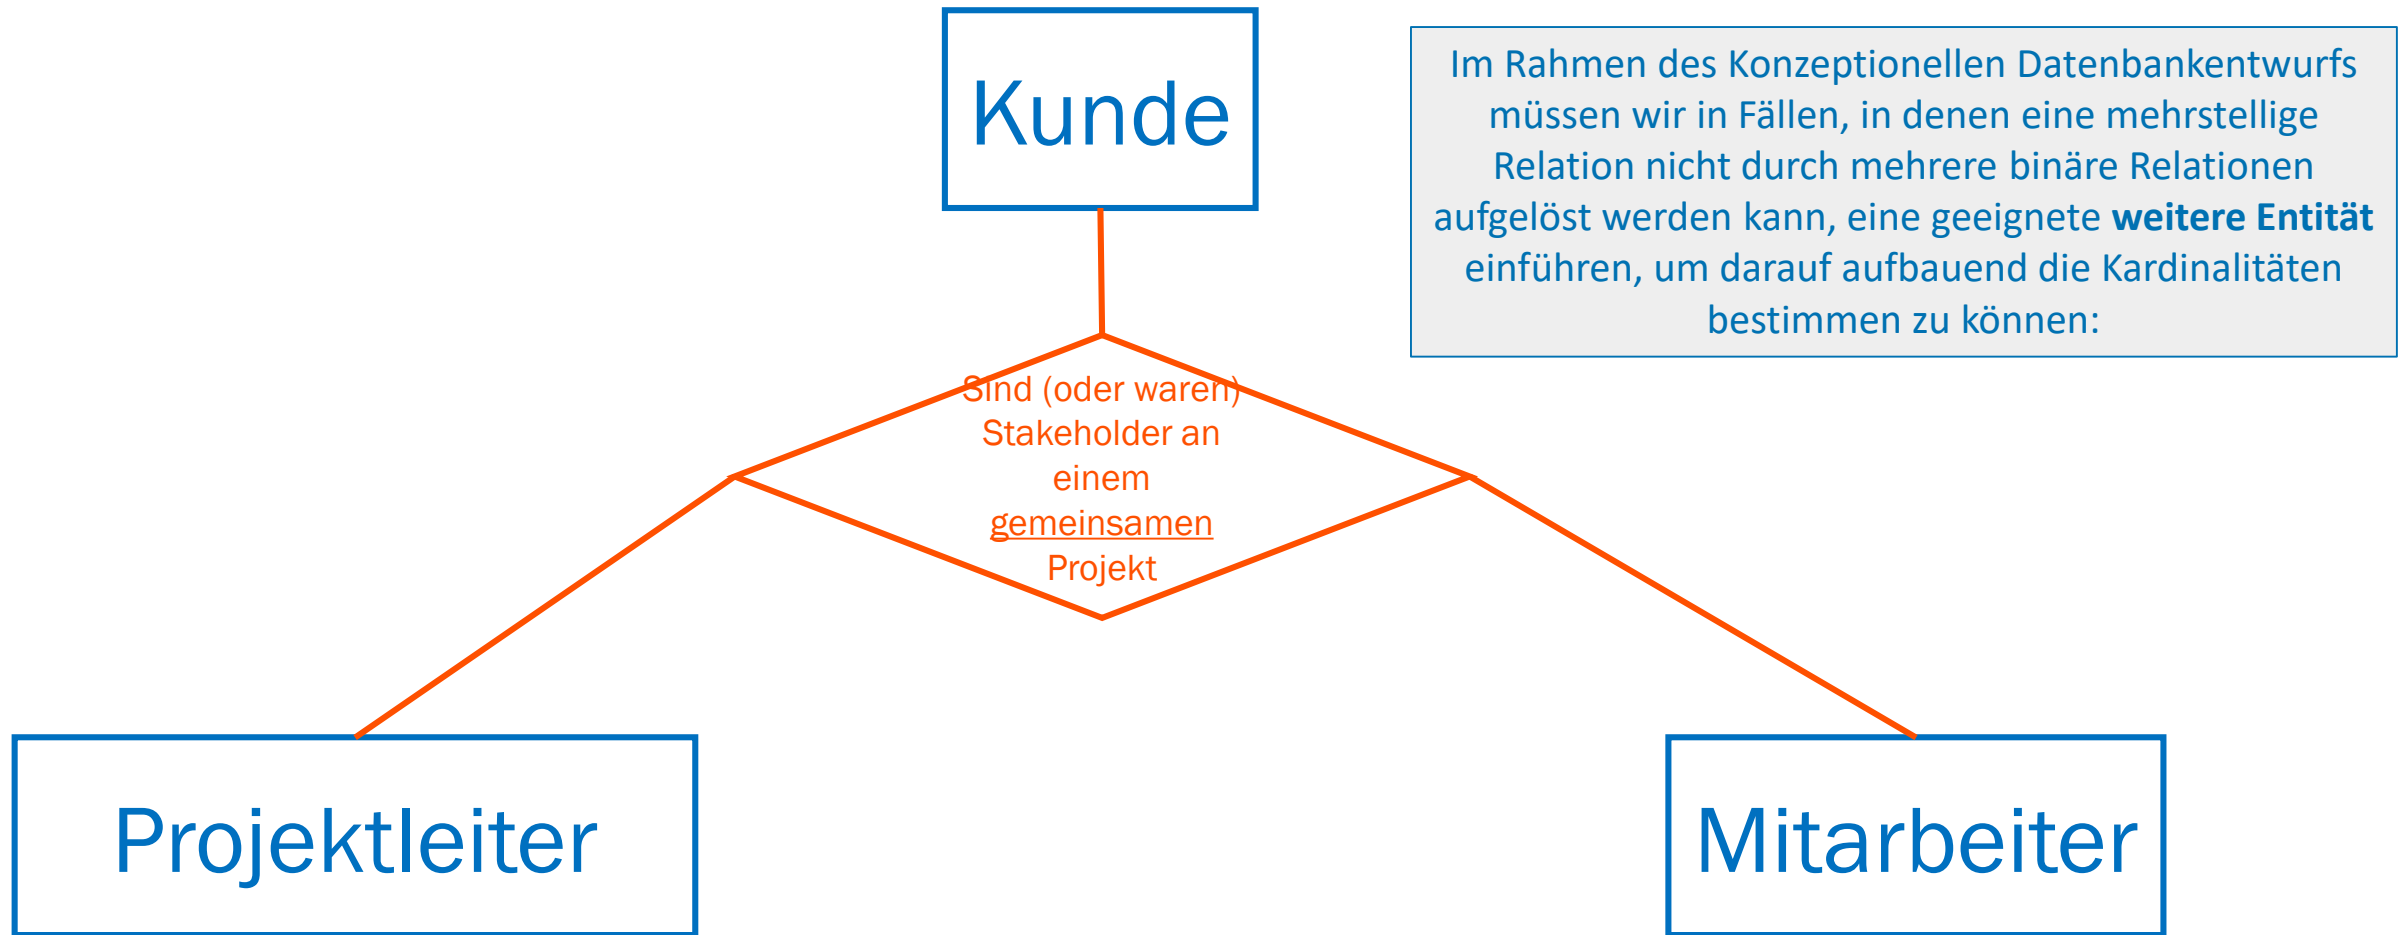 Kunde
Im Rahmen des Konzeptionellen Datenbankentwurfs
müssen wir in Fällen, in denen eine mehrstellige
Relation nicht durch mehrere binäre Relationen
aufgelöst werden kann, eine geeignete weitere Entität
einführen, um darauf aufbauend die Kardinalitäten
bestimmen zu können:
Sind (oder waren)
Stakeholder an
einem
gemeinsamen
Projekt
Projektleiter
Mitarbeiter